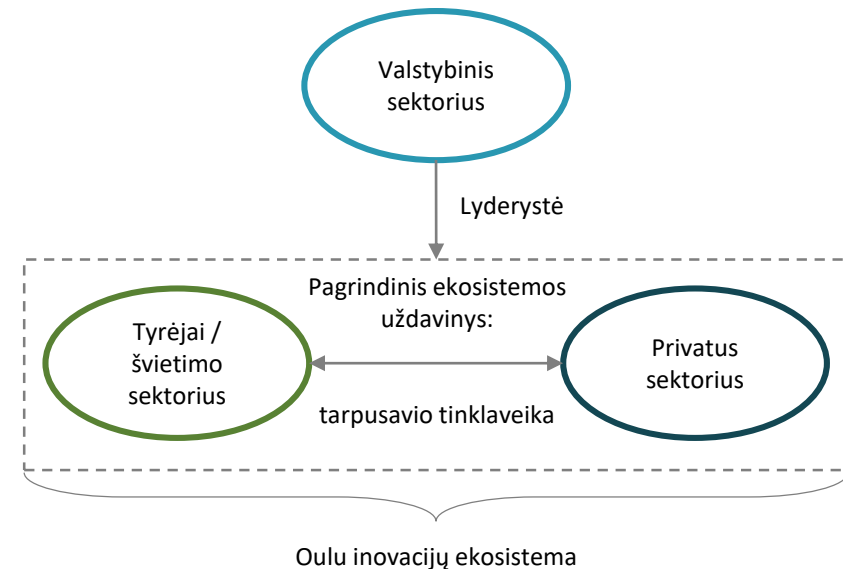 Valstybinis
sektorius
Lyderystė
Pagrindinis ekosistemos
uždavinys:
Tyrėjai /
švietimo
sektorius
Privatus
sektorius
tarpusavio tinklaveika
Oulu inovacijų ekosistema